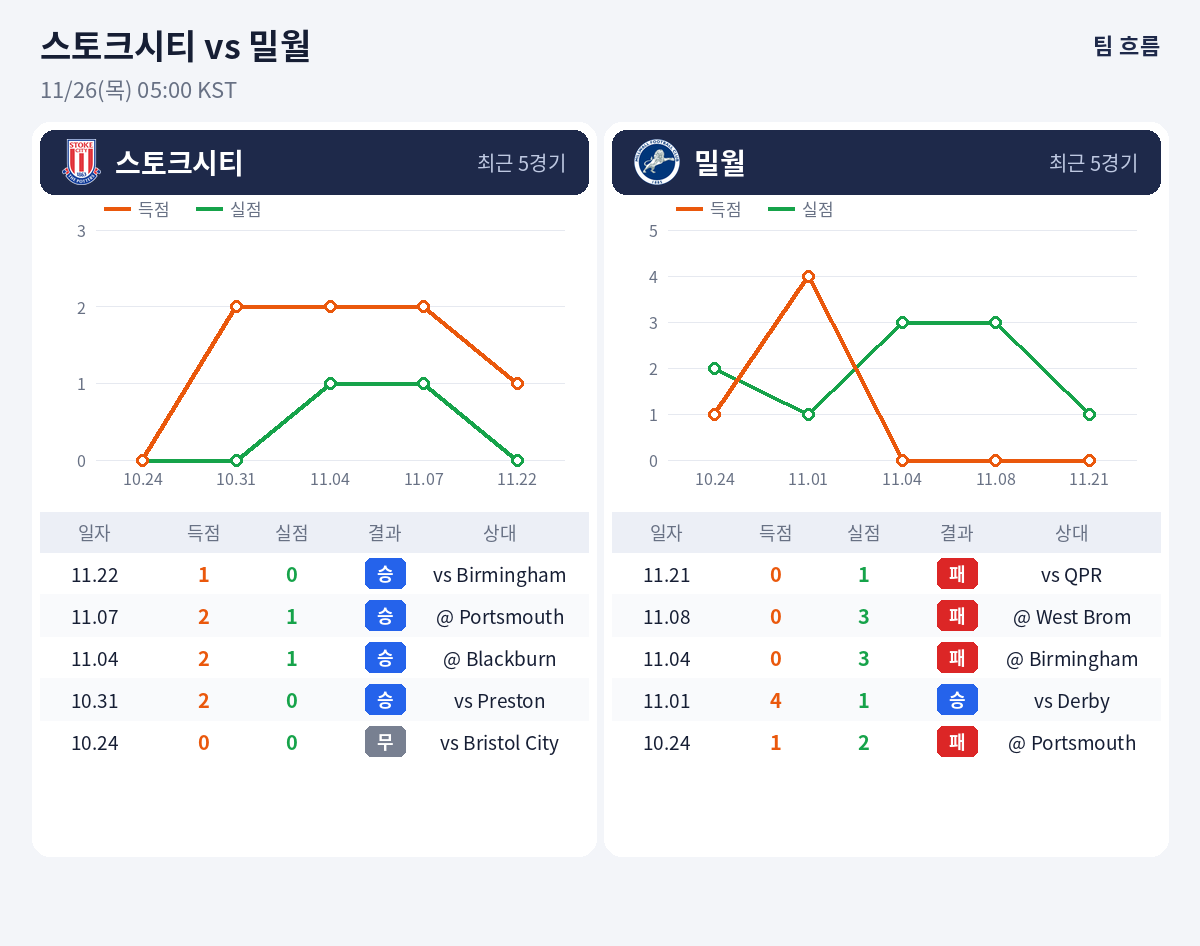 스토크시티 vs 밀월
팀 흐름
11/26(목) 05:00 KST
STOKE
CITY
스토크시티
최근 5경기
득점 실점
3
2
1
0
10.24 10.31 11.04 11.07 11.22
일자 득점 실점 결과 상대
11.22 1 0 승 vs Birmingham
11.07 2 1 승 @ Portsmouth
11.04 2 1 승 @ Blackburn
10.31 2 0 승 vs Preston
10.24 0 0 무 vs Bristol City
밀월
최근 5경기
득점 실점
5
4
3
2
1
0
10.24 11.01 11.04 11.08 11.21
일자 득점 실점 결과 상대
11.21 0 1 패 vs QPR
11.08 0 3 패 @ West Brom
11.04 0 3 패 @ Birmingham
11.01 4 1 승 vs Derby
10.24 1 2 패 @ Portsmouth